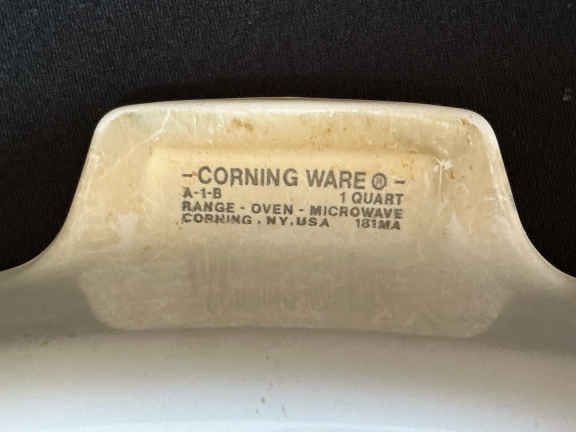 - CORNING WARE ® -
A-1-B 1 QUART
RANGE - OVEN - MICROWAVE
CORNING . NY. USA 181MA